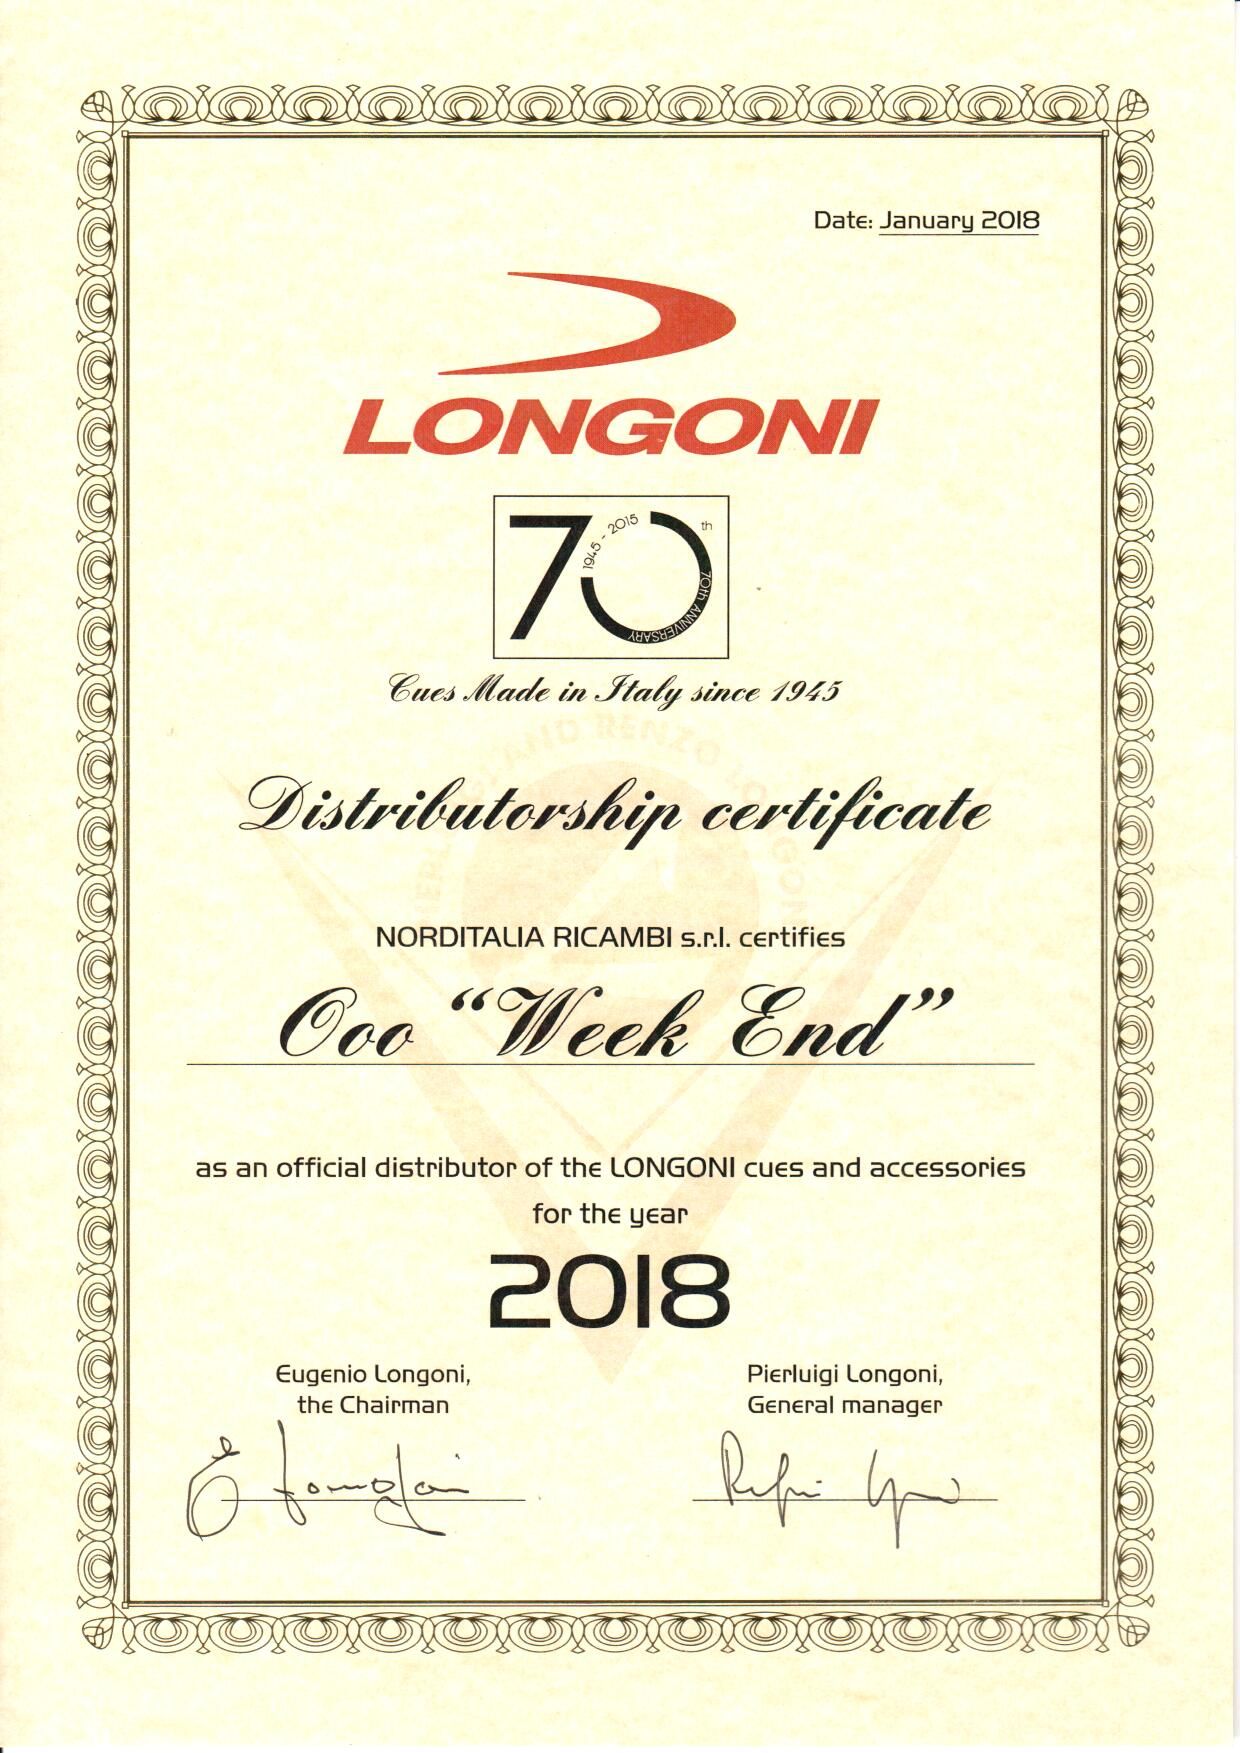 Date: January 2018
LONGONI
70 th
1945 - 2015
70th ANNIVERSARY
Cues Made in Italy since 1945
Distributorship certificate
NORDITALIA RICAMBI s.r.l. certifies
Ooo “Week End”
as an official distributor of the LONGONI cues and accessories
for the year
2018
Eugenio Longoni,
the Chairman
Pierluigi Longoni,
General manager